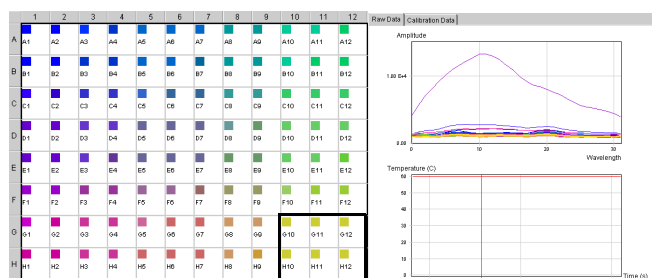 1 2 3 4 5 6 7 8 9 10 11 12
A A1 A2 A3 A4 A5 A6 A7 A8 A9 A10 A11 A12
B B1 B2 B3 B4 B5 B6 B7 B8 B9 B10 B11 B12
C C1 C2 C3 C4 C5 C6 C7 C8 C9 C10 C11 C12
D D1 D2 D3 D4 D5 D6 D7 D8 D9 D10 D11 D12
E E1 E2 E3 E4 E5 E6 E7 E8 E9 E10 E11 E12
F F1 F2 F3 F4 F5 F6 F7 F8 F9 F10 F11 F12
G G1 G2 G3 G4 G5 G6 G7 G8 G9 G10 G11 G12
H H1 H2 H3 H4 H5 H6 H7 H8 H9 H10 H11 H12
Raw Data Calibration Data
Amplitude
1.00 E+4
0.00
0 10 20 30
Wavelength
Temperature (C)
60
50
40
30
20
10
0
Time (s)